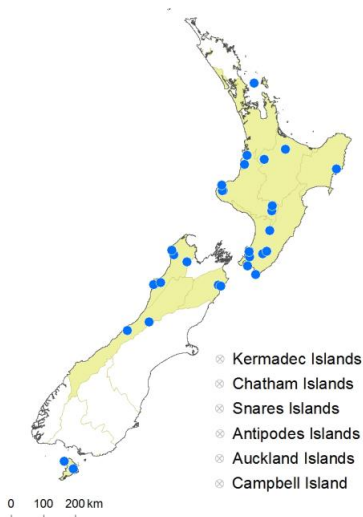 Kermadec Islands
Chatham Islands
Snares Islands
Antipodes Islands
Auckland Islands
Campbell Island
0 100 200 km